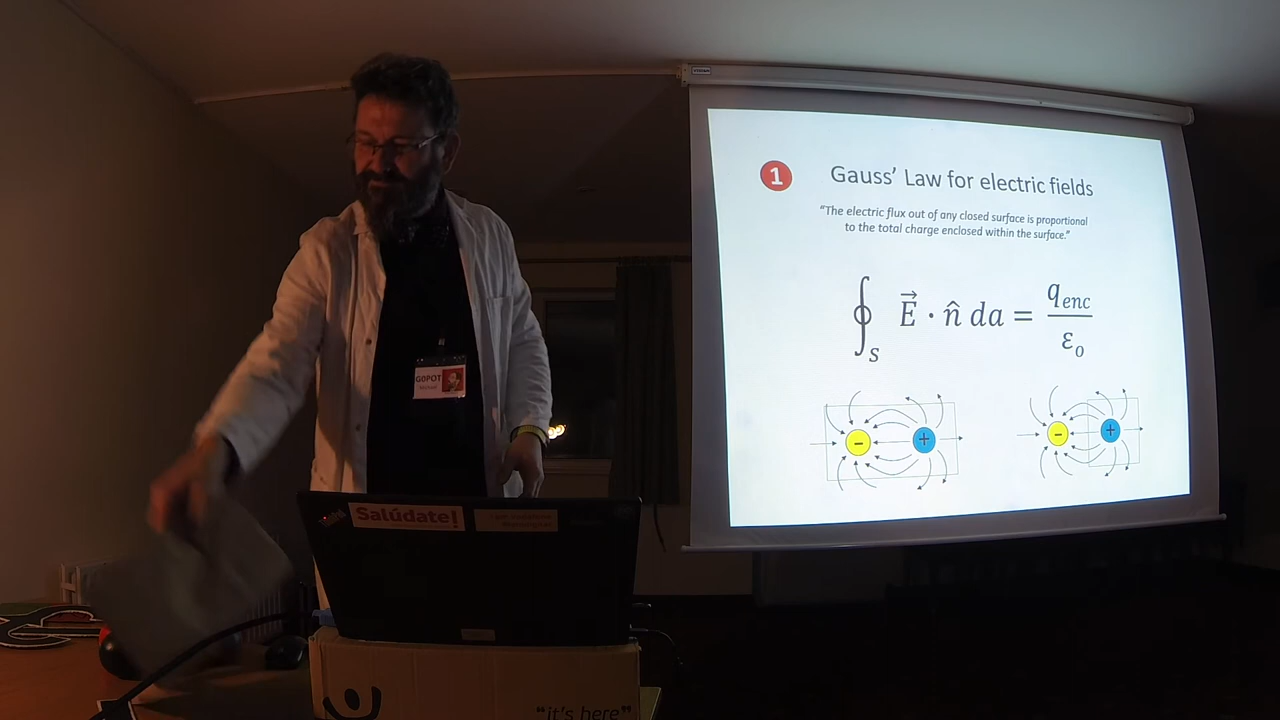 1
Gauss' Law for electric fields
“The electric flux out of any closed surface is proportional
to the total charge enclosed within the surface.”
∮S E⃗ · n̂ da = qenc / εo
- + - +
GOPOT
Salúdate!
"it's here"